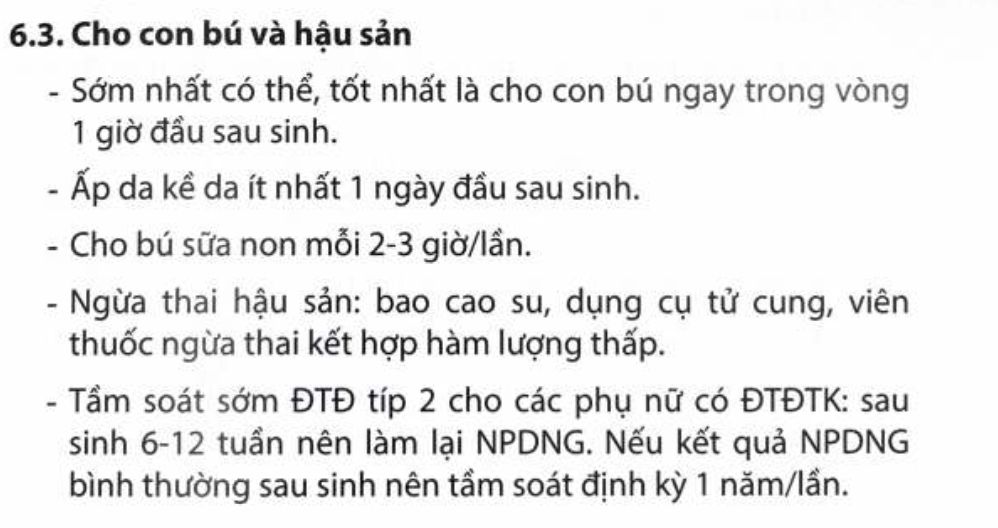 6.3. Cho con bú và hậu sản
- Sớm nhất có thể, tốt nhất là cho con bú ngay trong vòng
1 giờ đầu sau sinh.
- Ấp da kề da ít nhất 1 ngày đầu sau sinh.
- Cho bú sữa non mỗi 2-3 giờ/lần.
- Ngừa thai hậu sản: bao cao su, dụng cụ tử cung, viên
thuốc ngừa thai kết hợp hàm lượng thấp.
- Tầm soát sớm ĐTĐ típ 2 cho các phụ nữ có ĐTĐTK: sau
sinh 6-12 tuần nên làm lại NPDNG. Nếu kết quả NPDNG
bình thường sau sinh nên tầm soát định kỳ 1 năm/lần.